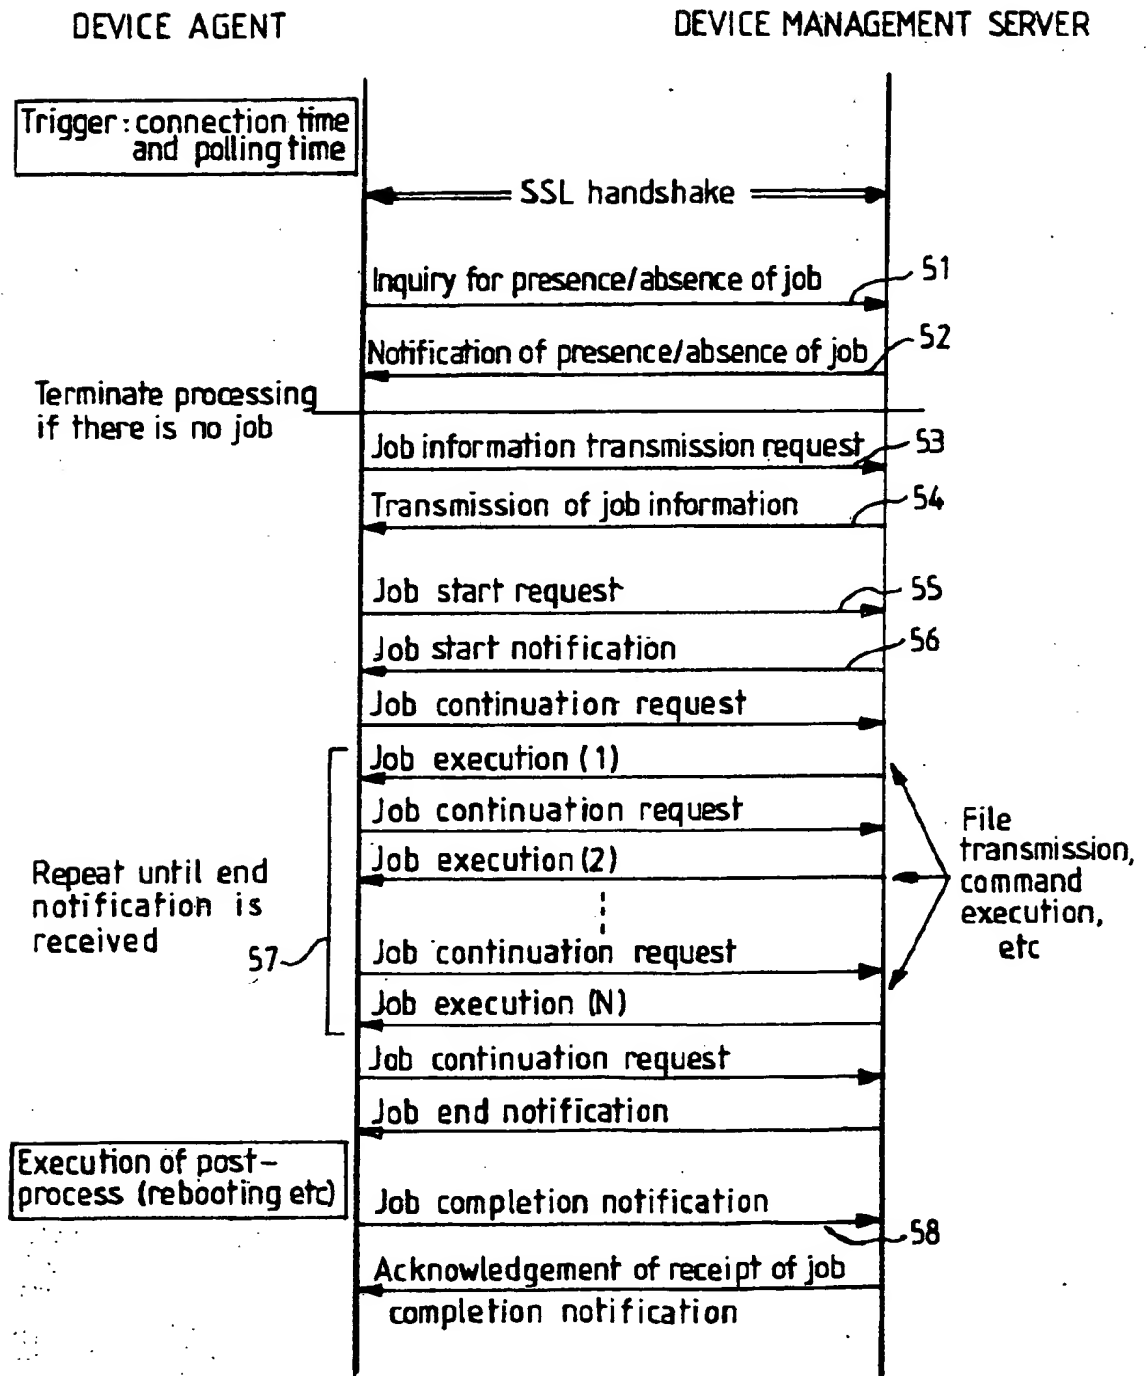 DEVICE AGENT
DEVICE MANAGEMENT SERVER
Trigger: connection time
and polling time
SSL handshake
Inquiry for presence/absence of job
51
Notification of presence/absence of job
52
Terminate processing
if there is no job
Job information transmission request
53
Transmission of job information
54
Job start request
55
Job start notification
56
Job continuation request
Job execution (1)
Job continuation request
Job execution (2)
File
transmission,
command
execution,
etc
Repeat until end
notification is
received
57
Job continuation request
Job execution (N)
Job continuation request
Job end notification
Execution of post-
process (rebooting etc)
Job completion notification
58
Acknowledgement of receipt of job
completion notification